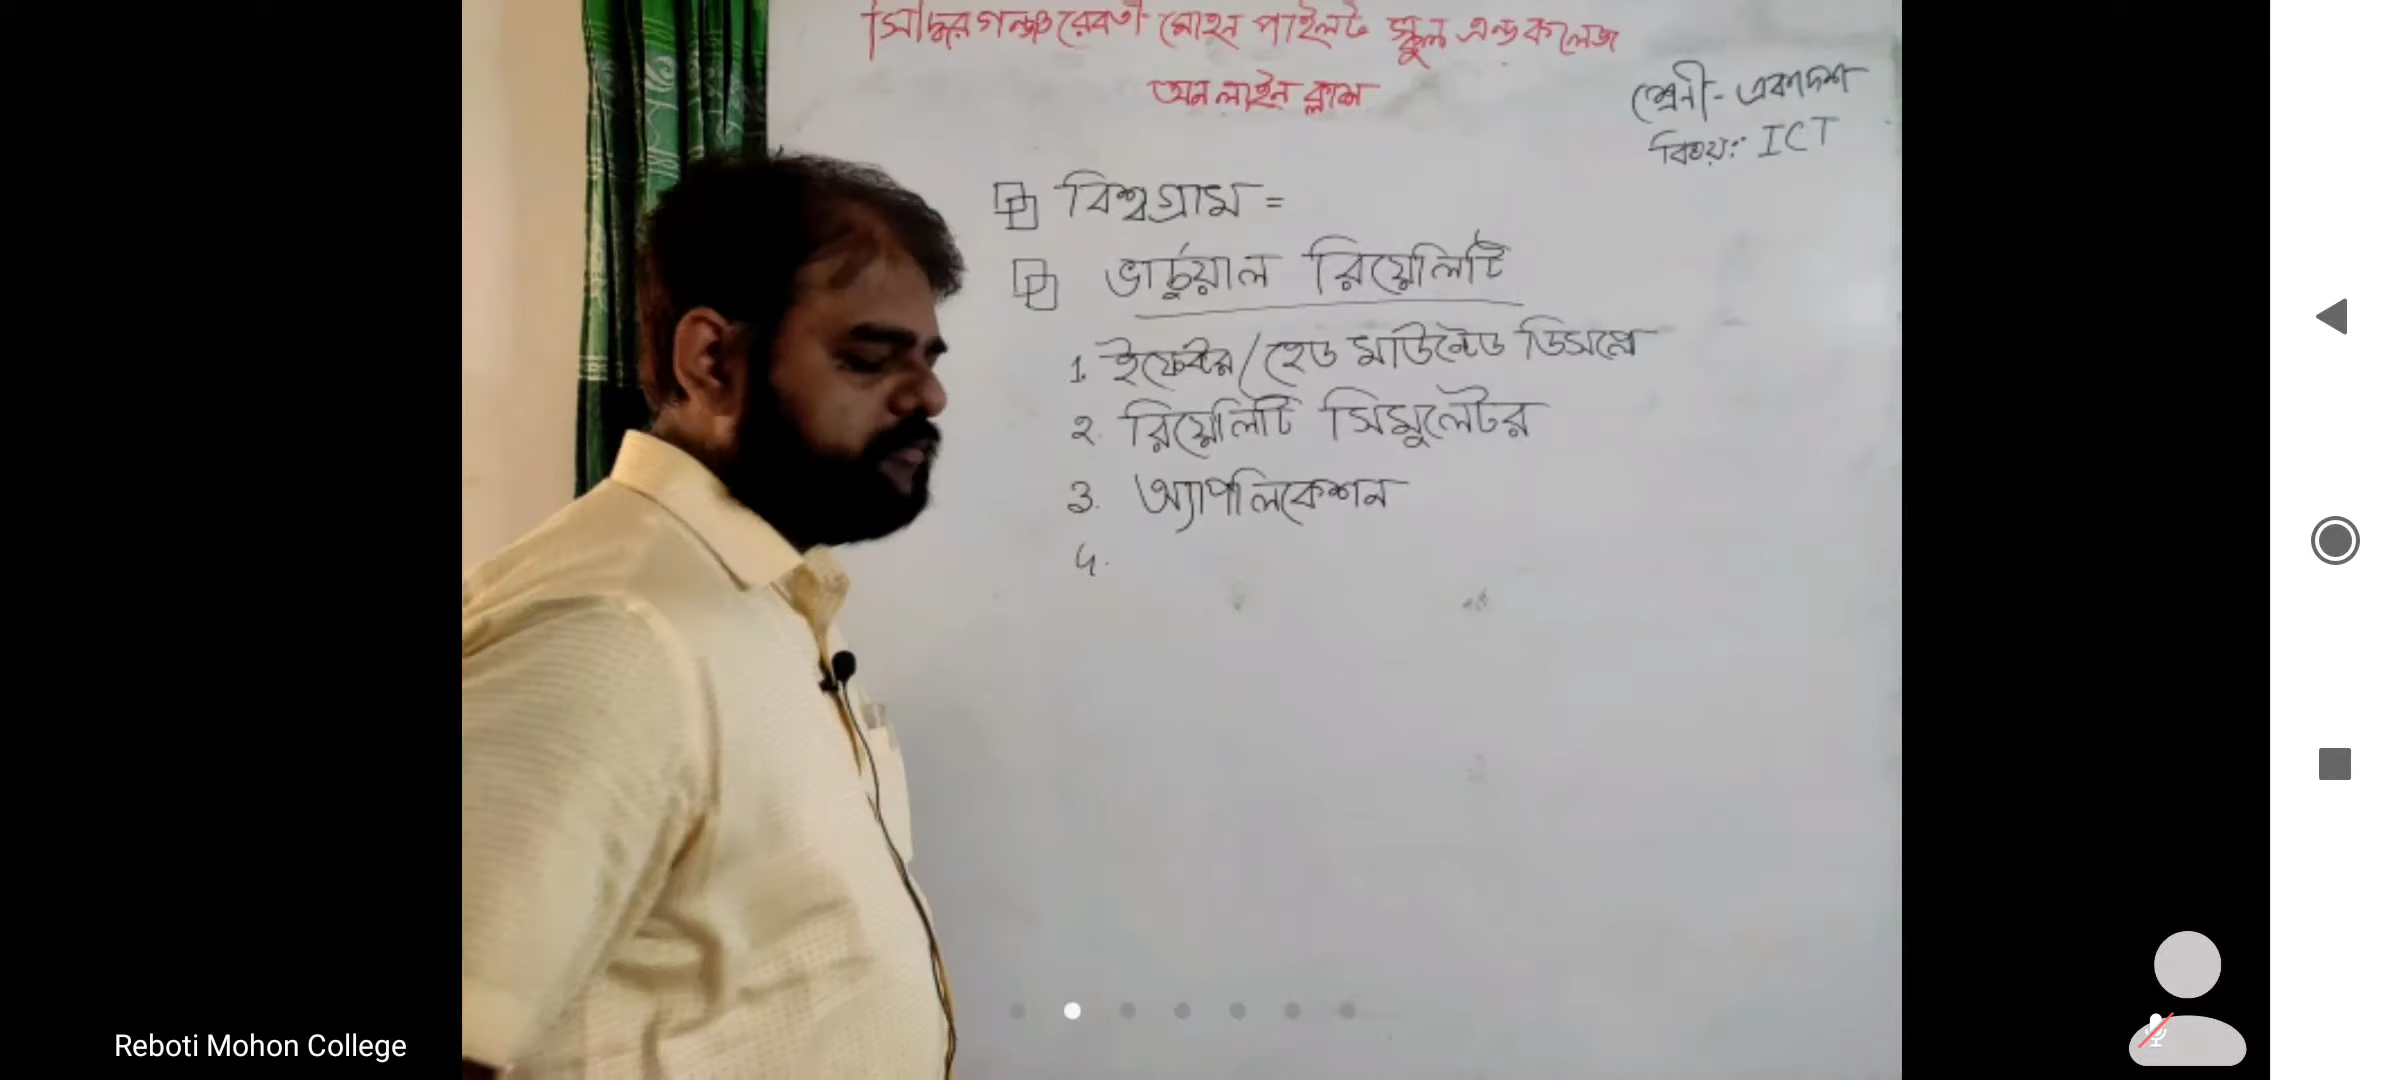 সিদ্ধিরগঞ্জ রেবতী মোহন পাইলট স্কুল এন্ড কলেজ
অনলাইন ক্লাশ
শ্রেনী - একাদশ
বিষয়: ICT
বিশ্বগ্রাম =
ভার্চুয়াল রিয়েলিটি
1. ইফেক্টর / হেড মাউন্টেড ডিসপ্লে
২. রিয়েলিটি সিমুলেটর
3. অ্যাপলিকেশন
4.
Reboti Mohon College